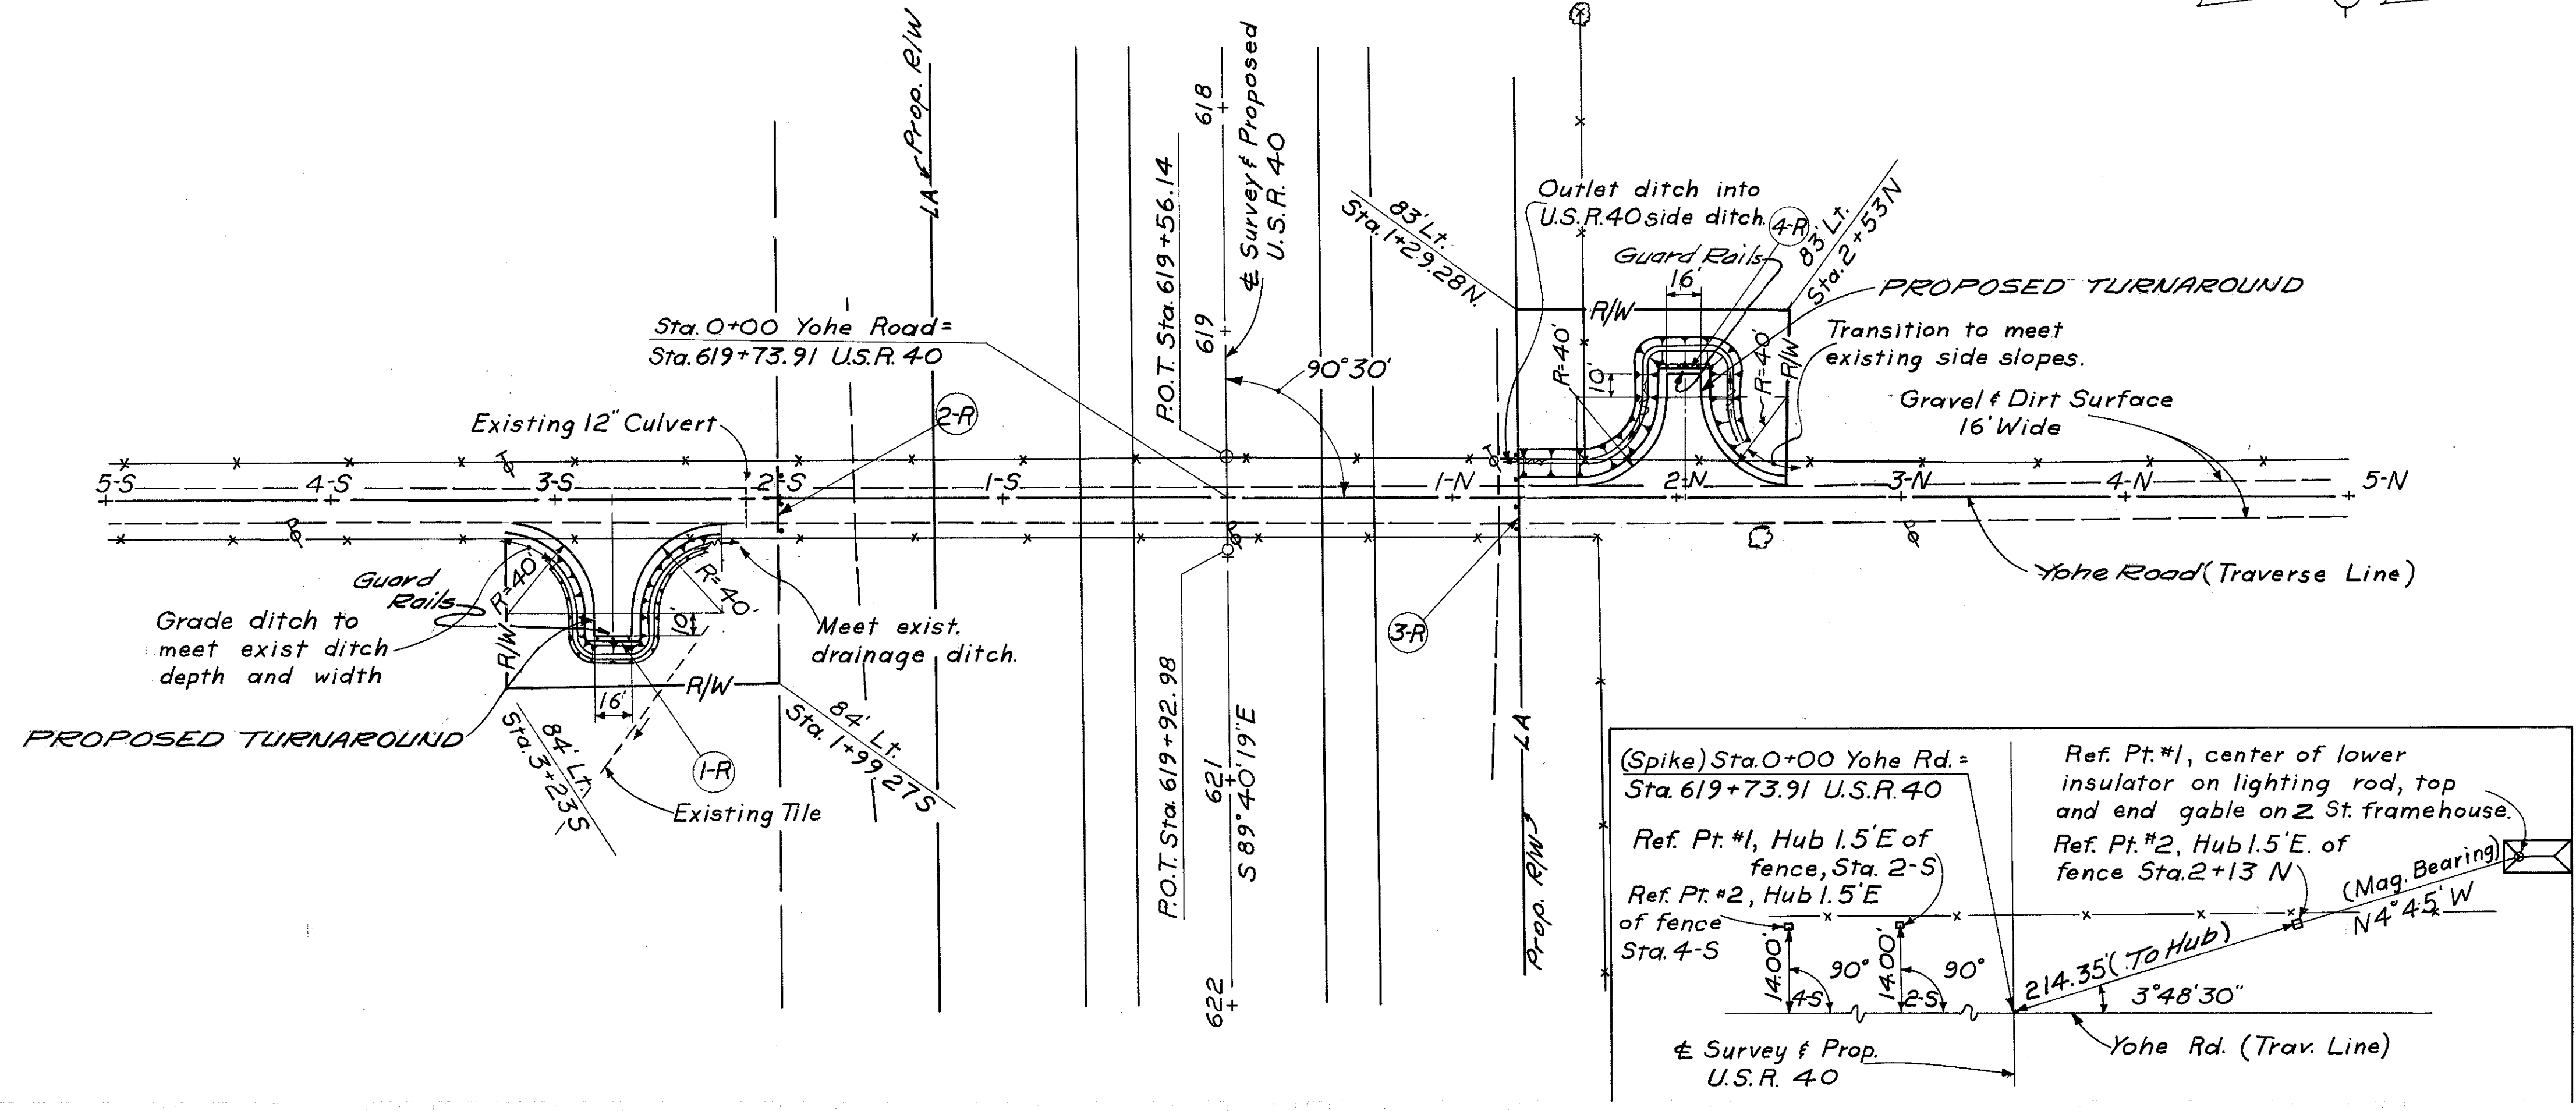 Prop. R/W
LA
618
P.O.T. Sta. 619+56.14
℄ Survey & Proposed
U.S.R. 40
619
Sta. 0+00 Yohe Road=
Sta. 619+73.91 U.S.R. 40
90°30'
Existing 12" Culvert
2-R
83' Lt.
Sta. 1+29.28 N.
Outlet ditch into
U.S.R. 40 side ditch.
4-R
83' Lt.
Sta. 2+53 N
Guard Rails
16'
R/W
PROPOSED TURNAROUND
Transition to meet
existing side slopes.
R=40'
10'
R=40'
R/W
Gravel & Dirt Surface
16' Wide
5-S
4-S
3-S
2-S
1-S
1-N
2-N
3-N
4-N
5-N
Yohe Road (Traverse Line)
Guard
Rails
R=40'
R=40'
10'
Grade ditch to
meet exist ditch
depth and width
R/W
R/W
16'
Meet exist.
drainage ditch.
3-R
PROPOSED TURNAROUND
84' Lt.
Sta. 3+23 S
84' Lt.
Sta. 1+99.27 S
1-R
Existing Tile
P.O.T. Sta. 619+92.98
621
S 89°40'19" E
622
LA
Prop. R/W
(Spike) Sta. 0+00 Yohe Rd. =
Sta. 619+73.91 U.S.R. 40
Ref. Pt. #1, Hub 1.5' E of
fence, Sta. 2-S
Ref. Pt. #2, Hub 1.5' E
of fence
Sta. 4-S
Ref. Pt. #1, center of lower
insulator on lighting rod, top
and end gable on 2 St. framehouse.
Ref. Pt. #2, Hub 1.5' E. of
fence Sta. 2+13 N
(Mag. Bearing)
N 4°45' W
14.00'
90°
4-S
14.00'
90°
2-S
214.35' (To Hub)
3°48'30"
℄ Survey & Prop.
U.S.R. 40
Yohe Rd. (Trav. Line)